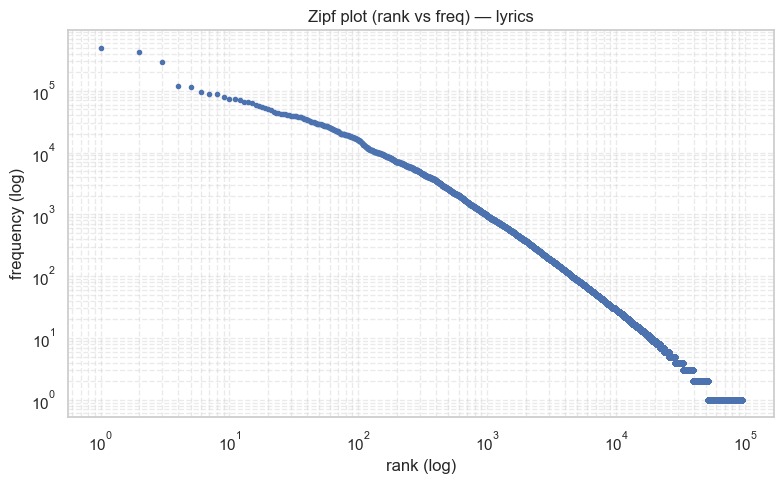 Zipf plot (rank vs freq) — lyrics
frequency (log)
10^5
10^4
10^3
10^2
10^1
10^0
10^0 10^1 10^2 10^3 10^4 10^5
rank (log)